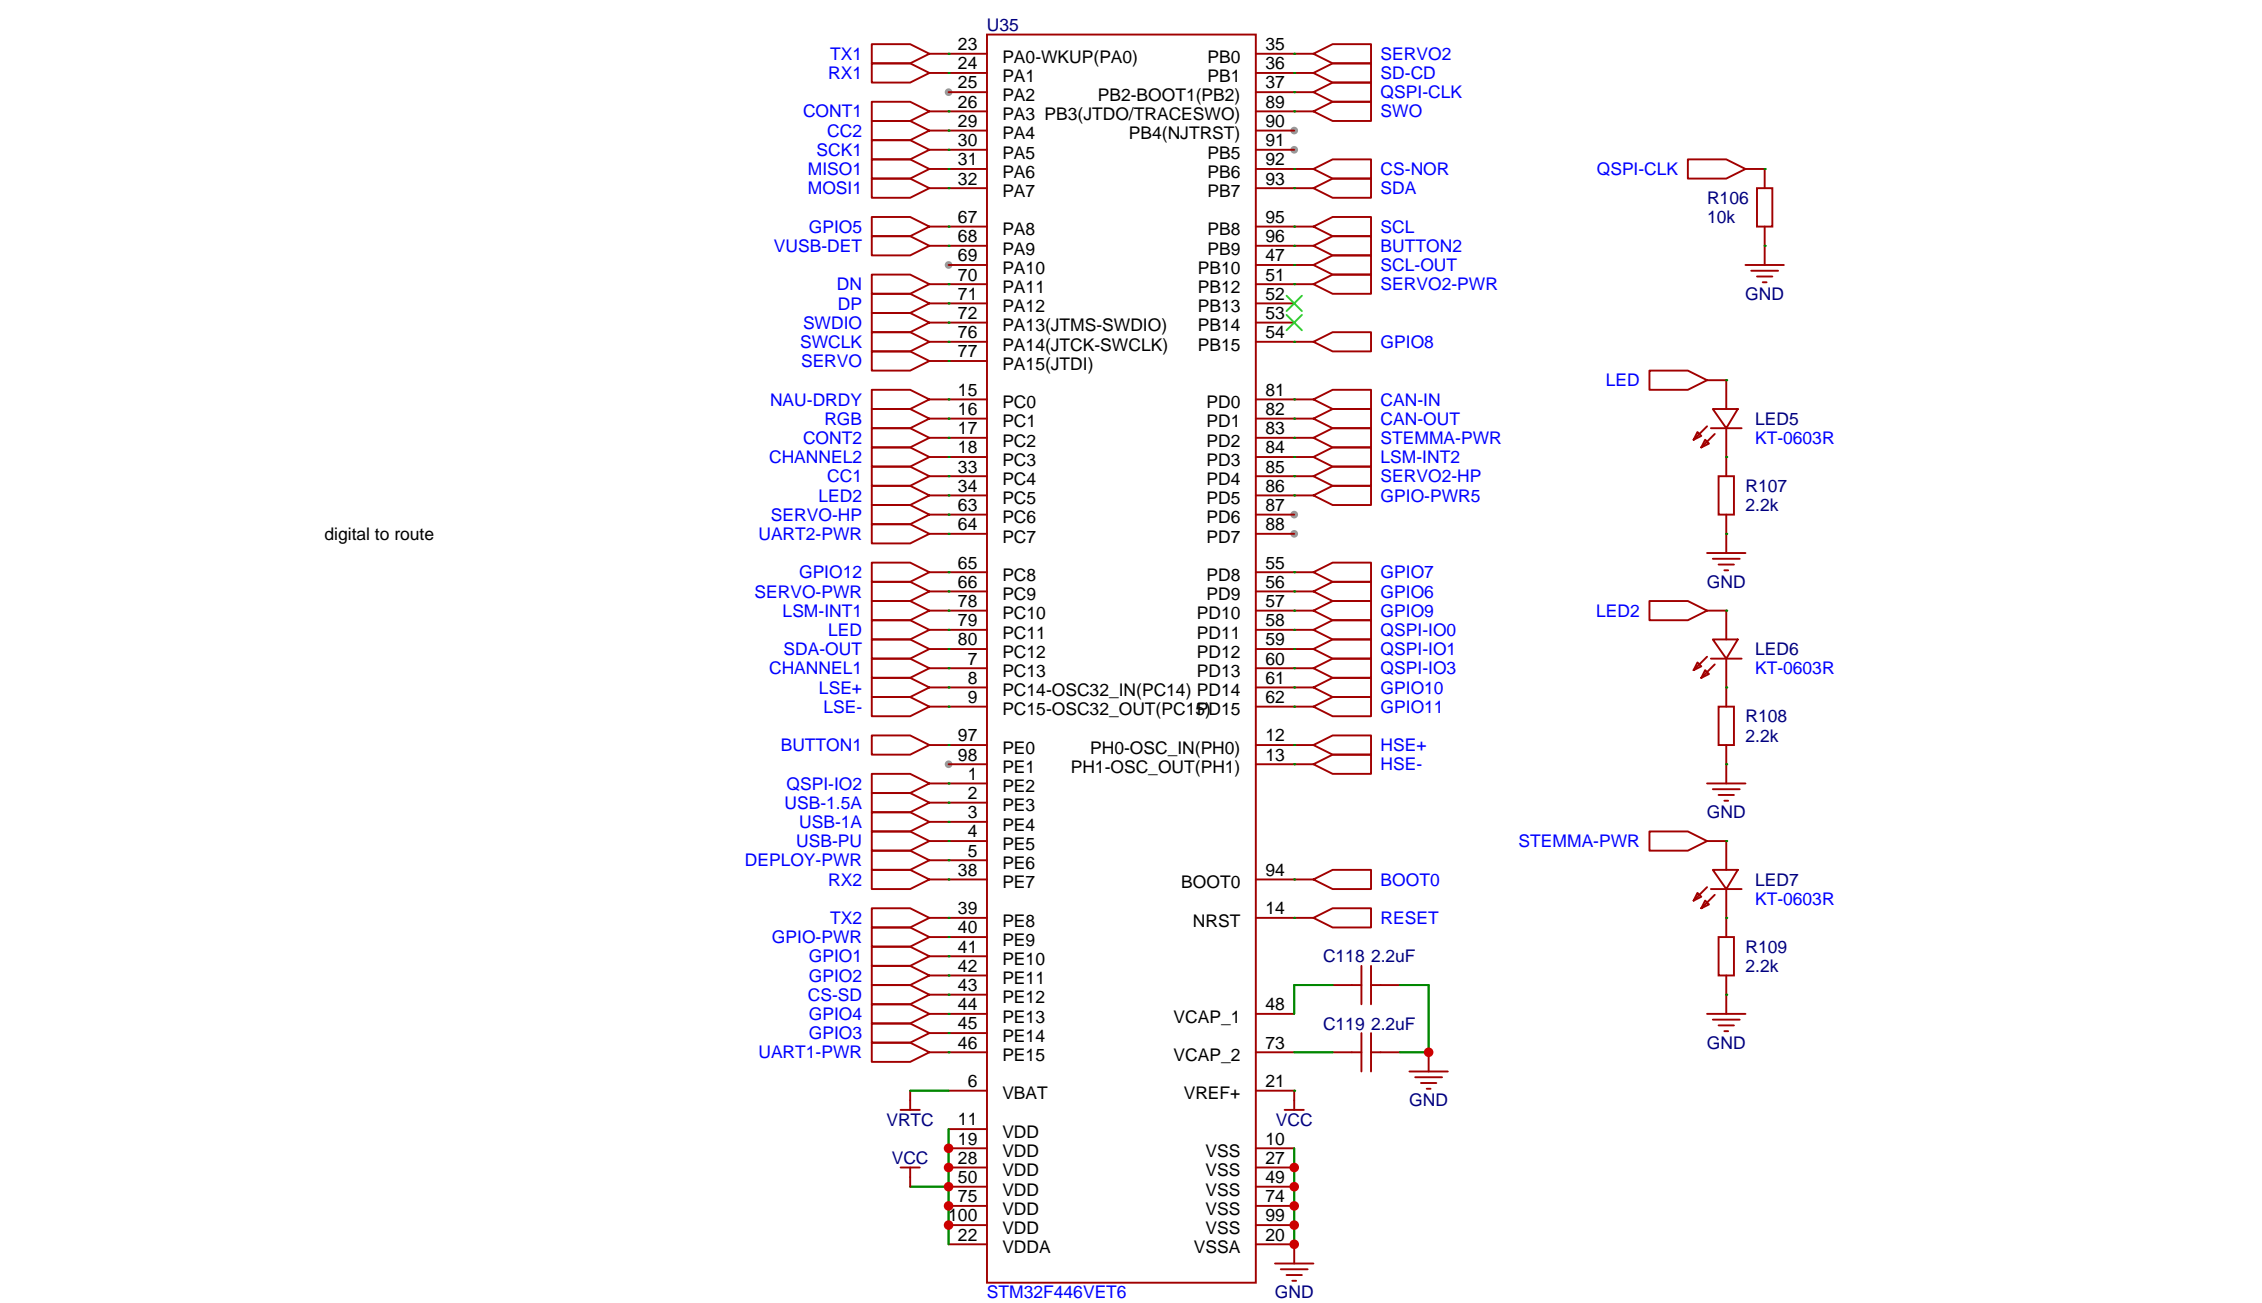 U35
TX1 23 PA0-WKUP(PA0) PB0 35 SERVO2
RX1 24 PA1 PB1 36 SD-CD
25 PA2 PB2-BOOT1(PB2) 37 QSPI-CLK
CONT1 26 PA3 PB3(JTDO/TRACESWO) 89 SWO
CC2 29 PA4 PB4(NJTRST) 90
SCK1 30 PA5 PB5 91
MISO1 31 PA6 PB6 92 CS-NOR
MOSI1 32 PA7 PB7 93 SDA
GPIO5 67 PA8 PB8 95 SCL
VUSB-DET 68 PA9 PB9 96 BUTTON2
69 PA10 PB10 47 SCL-OUT
DN 70 PA11 PB12 51 SERVO2-PWR
DP 71 PA12 PB13 52
SWDIO 72 PA13(JTMS-SWDIO) PB14 53
SWCLK 76 PA14(JTCK-SWCLK) PB15 54 GPIO8
SERVO 77 PA15(JTDI)
NAU-DRDY 15 PC0 PD0 81 CAN-IN
RGB 16 PC1 PD1 82 CAN-OUT
CONT2 17 PC2 PD2 83 STEMMA-PWR
CHANNEL2 18 PC3 PD3 84 LSM-INT2
CC1 33 PC4 PD4 85 SERVO2-HP
LED2 34 PC5 PD5 86 GPIO-PWR5
SERVO-HP 63 PC6 PD6 87
UART2-PWR 64 PC7 PD7 88
GPIO12 65 PC8 PD8 55 GPIO7
SERVO-PWR 66 PC9 PD9 56 GPIO6
LSM-INT1 78 PC10 PD10 57 GPIO9
LED 79 PC11 PD11 58 QSPI-IO0
SDA-OUT 80 PC12 PD12 59 QSPI-IO1
CHANNEL1 7 PC13 PD13 60 QSPI-IO3
LSE+ 8 PC14-OSC32_IN(PC14) PD14 61 GPIO10
LSE- 9 PC15-OSC32_OUT(PC15) PD15 62 GPIO11
BUTTON1 97 PE0 PH0-OSC_IN(PH0) 12 HSE+
98 PE1 PH1-OSC_OUT(PH1) 13 HSE-
QSPI-IO2 1 PE2
USB-1.5A 2 PE3
USB-1A 3 PE4
USB-PU 4 PE5
DEPLOY-PWR 5 PE6
RX2 38 PE7 BOOT0 94 BOOT0
TX2 39 PE8 NRST 14 RESET
GPIO-PWR 40 PE9
GPIO1 41 PE10
GPIO2 42 PE11
CS-SD 43 PE12
GPIO4 44 PE13 VCAP_1 48
GPIO3 45 PE14
UART1-PWR 46 PE15 VCAP_2 73
C118 2.2uF
C119 2.2uF
GND
VRTC 6 VBAT VREF+ 21 VCC
11 VDD
19 VDD VSS 10
VCC 28 VDD VSS 27
50 VDD VSS 49
75 VDD VSS 74
100 VDD VSS 99
22 VDDA VSSA 20
GND
STM32F446VET6
digital to route
QSPI-CLK
R106
10k
GND
LED
LED5
KT-0603R
R107
2.2k
GND
LED2
LED6
KT-0603R
R108
2.2k
GND
STEMMA-PWR
LED7
KT-0603R
R109
2.2k
GND